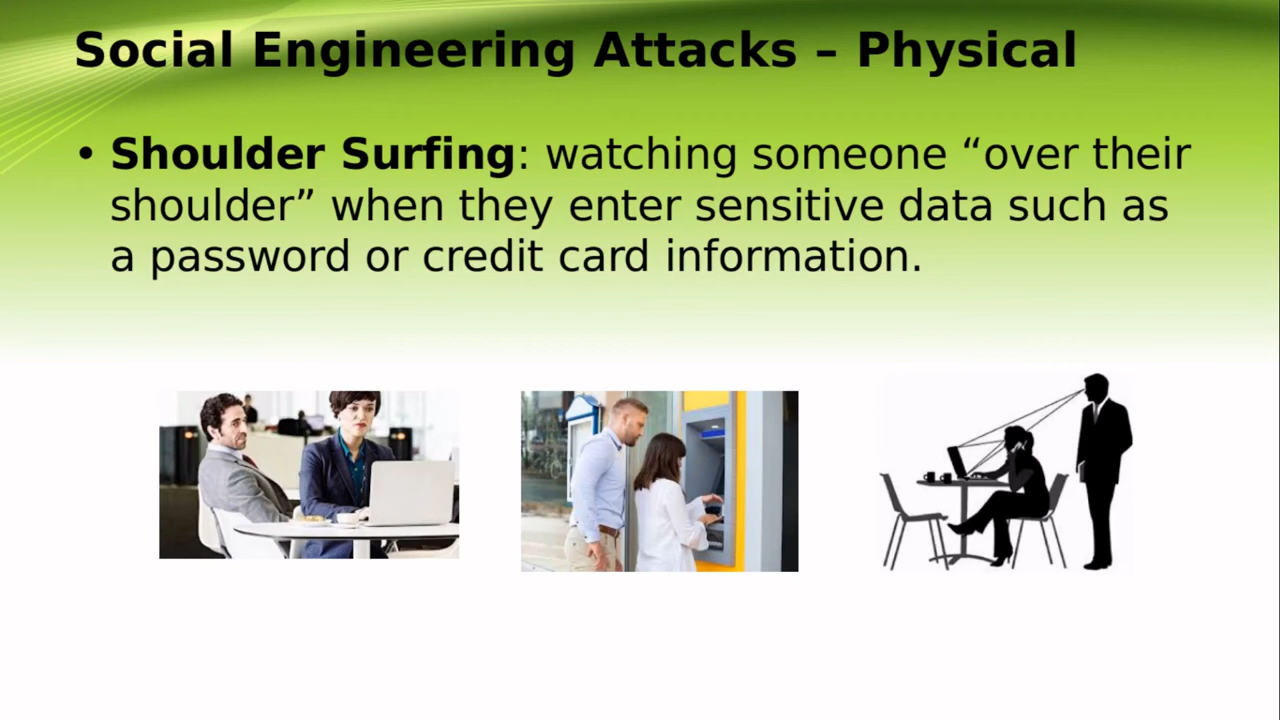 Social Engineering Attacks – Physical
• Shoulder Surfing: watching someone “over their
shoulder” when they enter sensitive data such as
a password or credit card information.